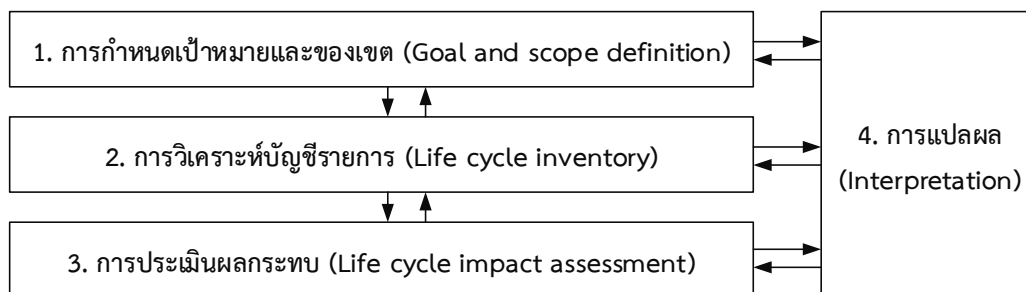 1. การกำหนดเป้าหมายและของเขต (Goal and scope definition)
2. การวิเคราะห์บัญชีรายการ (Life cycle inventory)
3. การประเมินผลกระทบ (Life cycle impact assessment)
4. การแปลผล
(Interpretation)